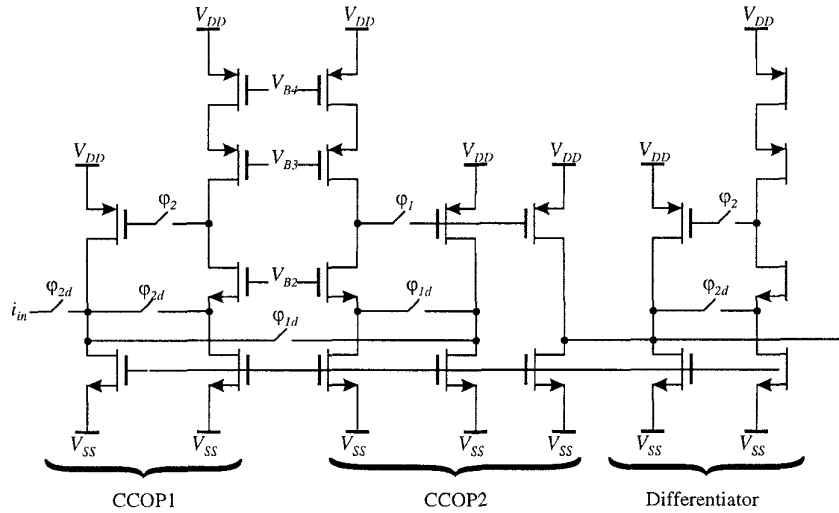 V_DD V_DD V_DD
V_B4
V_DD V_B3 V_DD V_DD V_DD
φ_2 φ_1 φ_2
φ_2d φ_2d V_B2 φ_1d φ_2d
i_in
φ_1d
V_SS V_SS V_SS V_SS V_SS V_SS V_SS
CCOP1 CCOP2 Differentiator